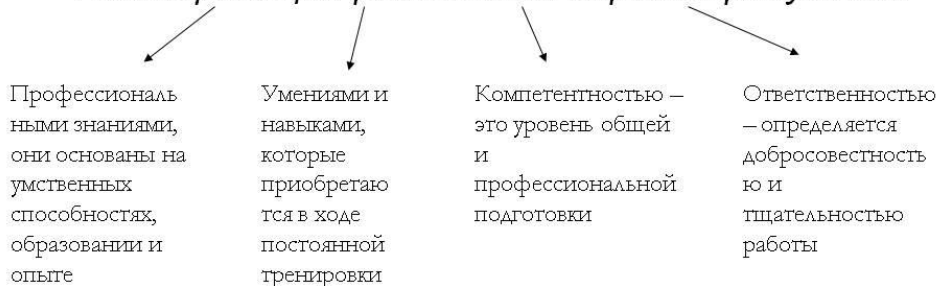 Профессиональ
ными знаниями,
они основаны на
умственных
способностях,
образовании и
опыте
Умениями и
навыками,
которые
приобретаю
тся в ходе
постоянной
тренировки
Компетентностью –
это уровень общей
и
профессиональной
подготовки
Ответственностью
– определяется
добросовестность
ю и
тщательностью
работы